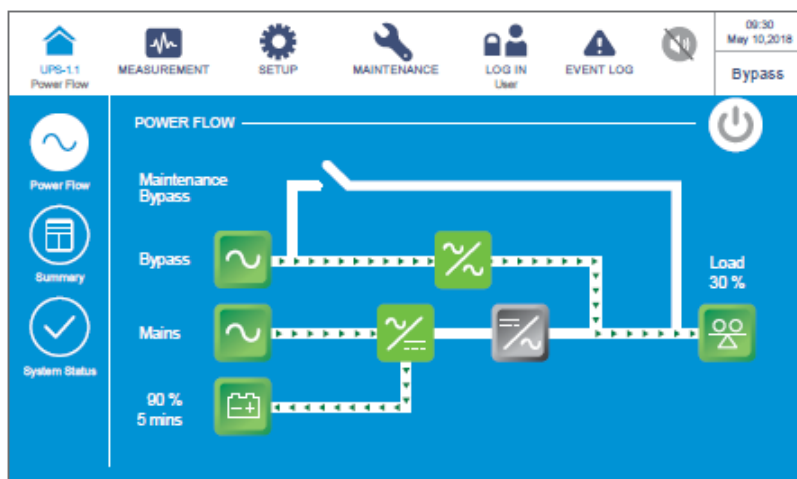 09:30
May 10,2018
UPS-1.1
Power Flow
MEASUREMENT
SETUP
MAINTENANCE
LOG IN
User
EVENT LOG
Bypass
POWER FLOW
Power Flow
Maintenance
Bypass
Bypass
Load
30 %
Summary
Mains
System Status
90 %
5 mins